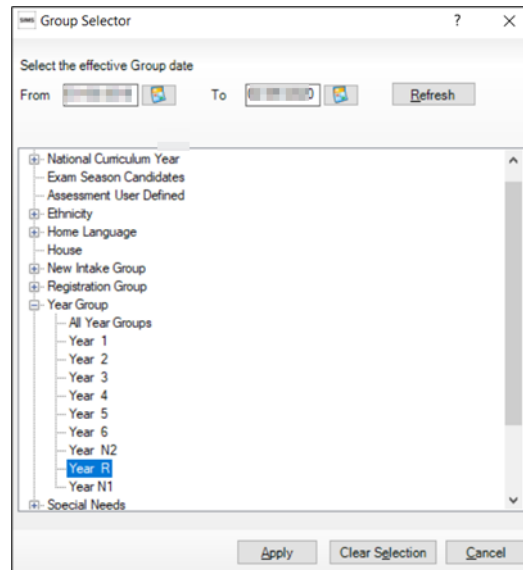 SIMS Group Selector ?
Select the effective Group date
From To Refresh
National Curriculum Year
Exam Season Candidates
Assessment User Defined
Ethnicity
Home Language
House
New Intake Group
Registration Group
Year Group
All Year Groups
Year 1
Year 2
Year 3
Year 4
Year 5
Year 6
Year N2
Year R
Year N1
Special Needs
Apply Clear Selection Cancel